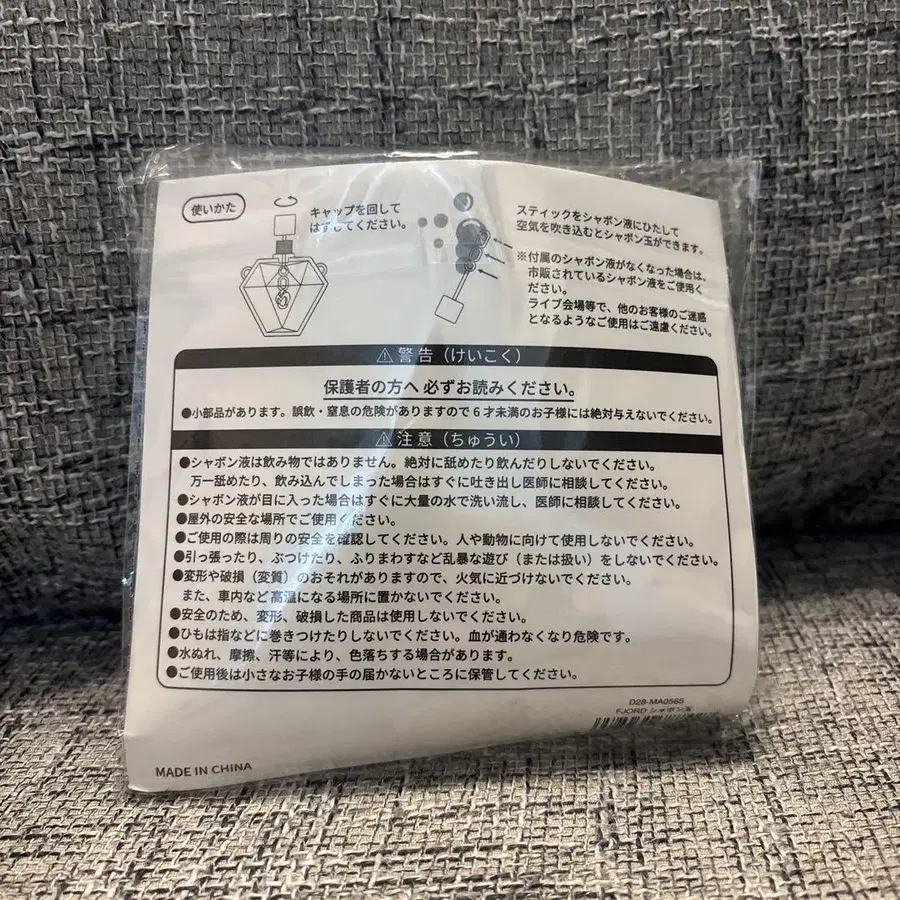 使いかた
キャップを回して
はずしてください。
スティックをシャボン液にひたして
空気を吹き込むとシャボン玉ができます。
※付属のシャボン液がなくなった場合は、
市販されているシャボン液をご使用く
ださい。
ライブ会場等で、他のお客様のご迷惑
となるようなご使用はご遠慮ください。
⚠警告（けいこく）
保護者の方へ 必ずお読みください。
●小部品があります。誤飲・窒息の危険がありますので６才未満のお子様には絶対与えないでください。
⚠注意（ちゅうい）
●シャボン液は飲み物ではありません。絶対に舐めたり飲んだりしないでください。
万一舐めたり、飲み込んでしまった場合はすぐに吐き出し医師に相談してください。
●シャボン液が目に入った場合はすぐに大量の水で洗い流し、医師に相談してください。
●屋外の安全な場所でご使用ください。
●ご使用の際は周りの安全を確認してください。人や動物に向けて使用しないでください。
●引っ張ったり、ぶつけたり、ふりまわすなど乱暴な遊び（または扱い）をしないでください。
●変形や破損（変質）のおそれがありますので、火気に近づけないでください。
また、車内など高温になる場所に置かないでください。
●安全のため、変形、破損した商品は使用しないでください。
●ひもは指などに巻きつけたりしないでください。血が通わなくなり危険です。
●水ぬれ、摩擦、汗等により、色落ちする場合があります。
●ご使用後は小さなお子様の手の届かないところに保管してください。
D28-MA0565
FJORD シャボン玉
MADE IN CHINA